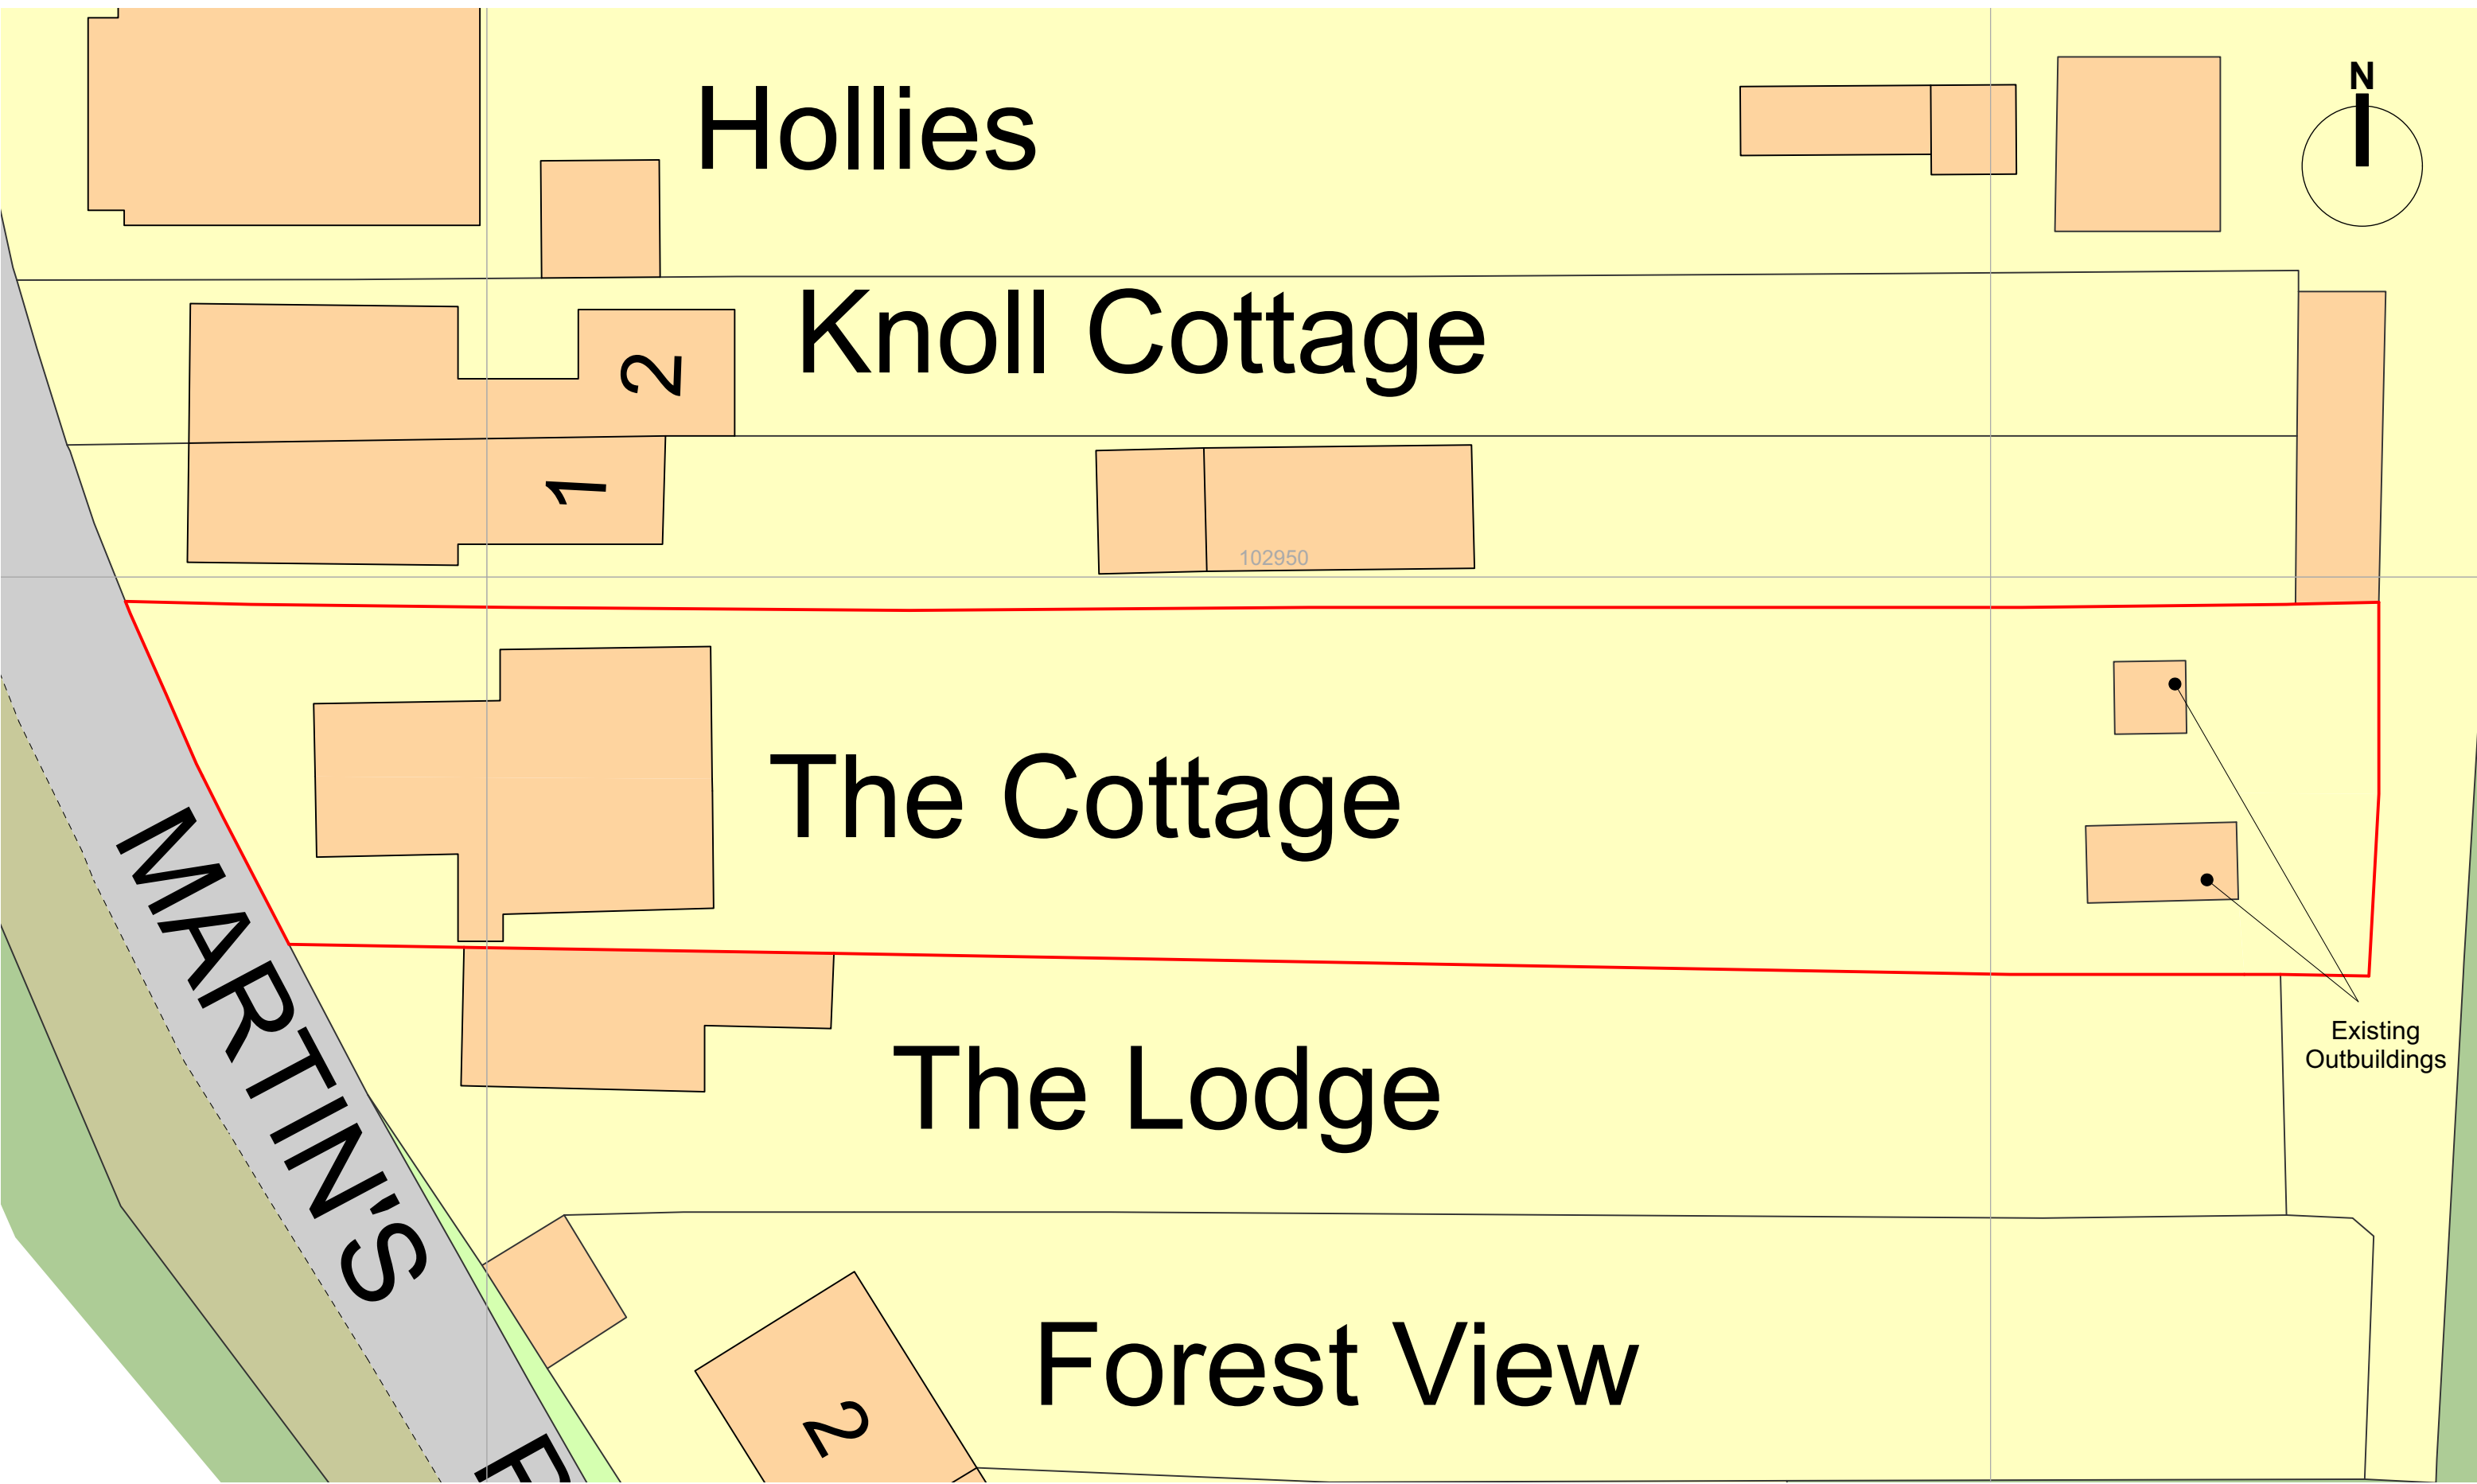 N
Hollies
Knoll Cottage
2
1
102950
The Cottage
MARTIN'S
The Lodge
Existing
Outbuildings
Forest View
2